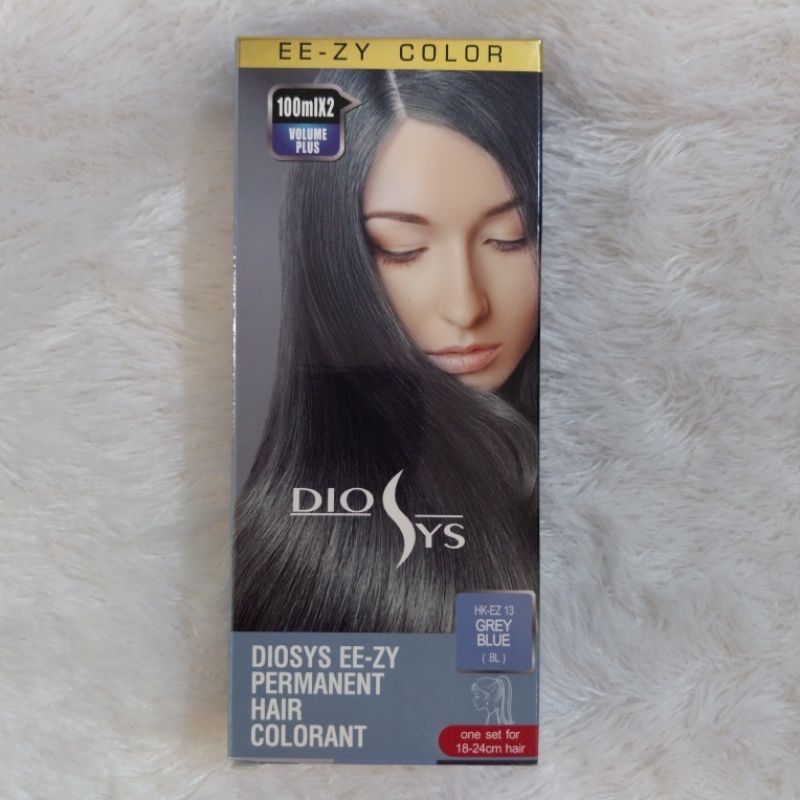 EE-ZY COLOR
100mlX2
VOLUME
PLUS
DIOSYS
HK-EZ 13
GREY
BLUE
( BL )
DIOSYS EE-ZY
PERMANENT
HAIR
COLORANT
one set for
18-24cm hair